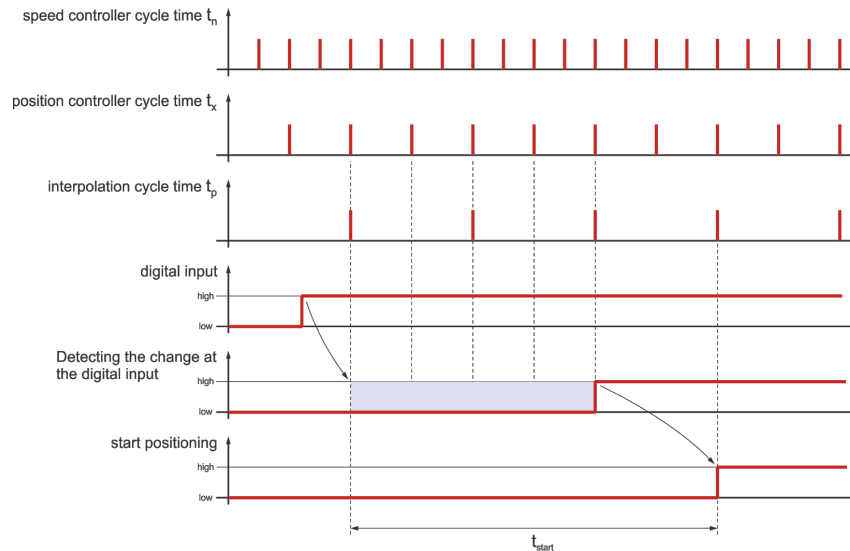 speed controller cycle time tn
position controller cycle time tx
interpolation cycle time tp
digital input
high
low
Detecting the change at
the digital input
high
low
start positioning
high
low
tstart